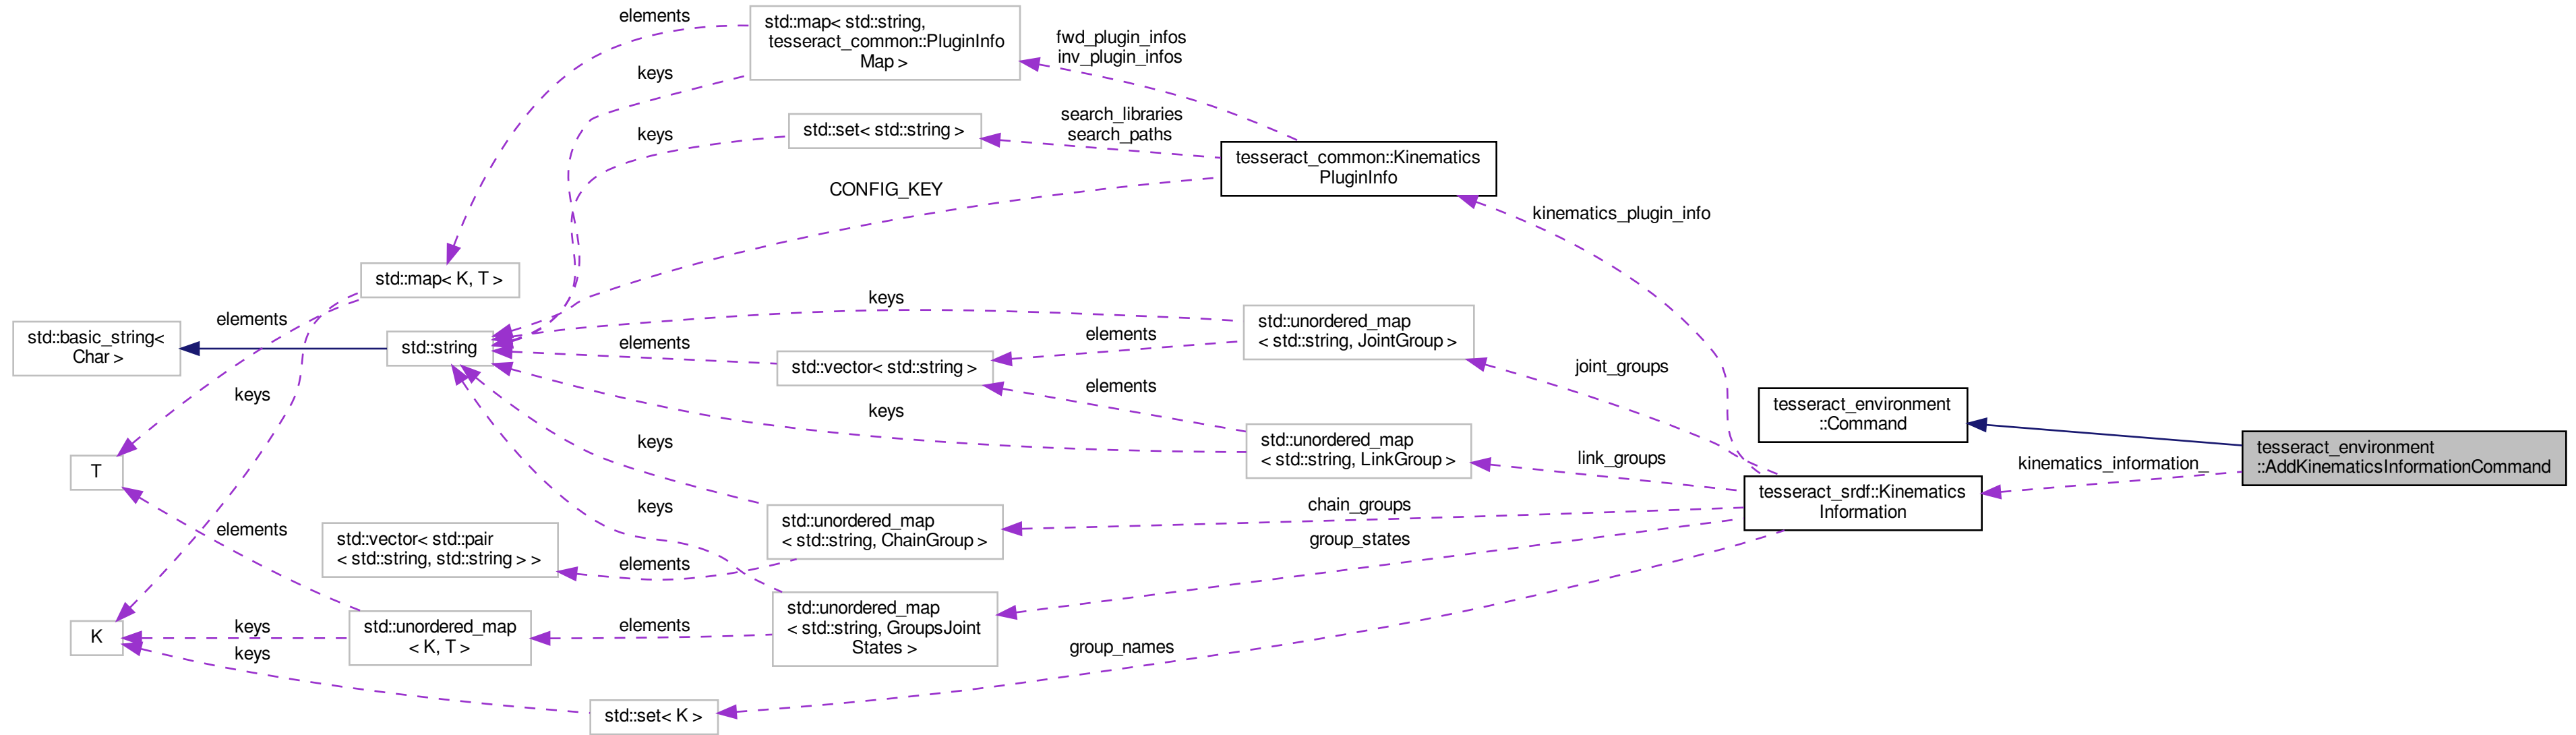 elements
std::map< std::string,
tesseract_common::PluginInfo
Map >
fwd_plugin_infos
inv_plugin_infos
keys
search_libraries
search_paths
std::set< std::string >
keys
tesseract_common::Kinematics
PluginInfo
CONFIG_KEY
kinematics_plugin_info
std::map< K, T >
keys
elements
std::unordered_map
< std::string, JointGroup >
std::basic_string<
Char >
std::string
elements
elements
std::vector< std::string >
joint_groups
elements
keys
keys
tesseract_environment
::Command
std::unordered_map
< std::string, LinkGroup >
keys
link_groups
tesseract_environment
::AddKinematicsInformationCommand
kinematics_information_
T
tesseract_srdf::Kinematics
Information
keys
chain_groups
std::unordered_map
< std::string, ChainGroup >
elements
std::vector< std::pair
< std::string, std::string > >
group_states
elements
std::unordered_map
< std::string, GroupsJoint
States >
keys
elements
std::unordered_map
< K, T >
K
keys
group_names
std::set< K >